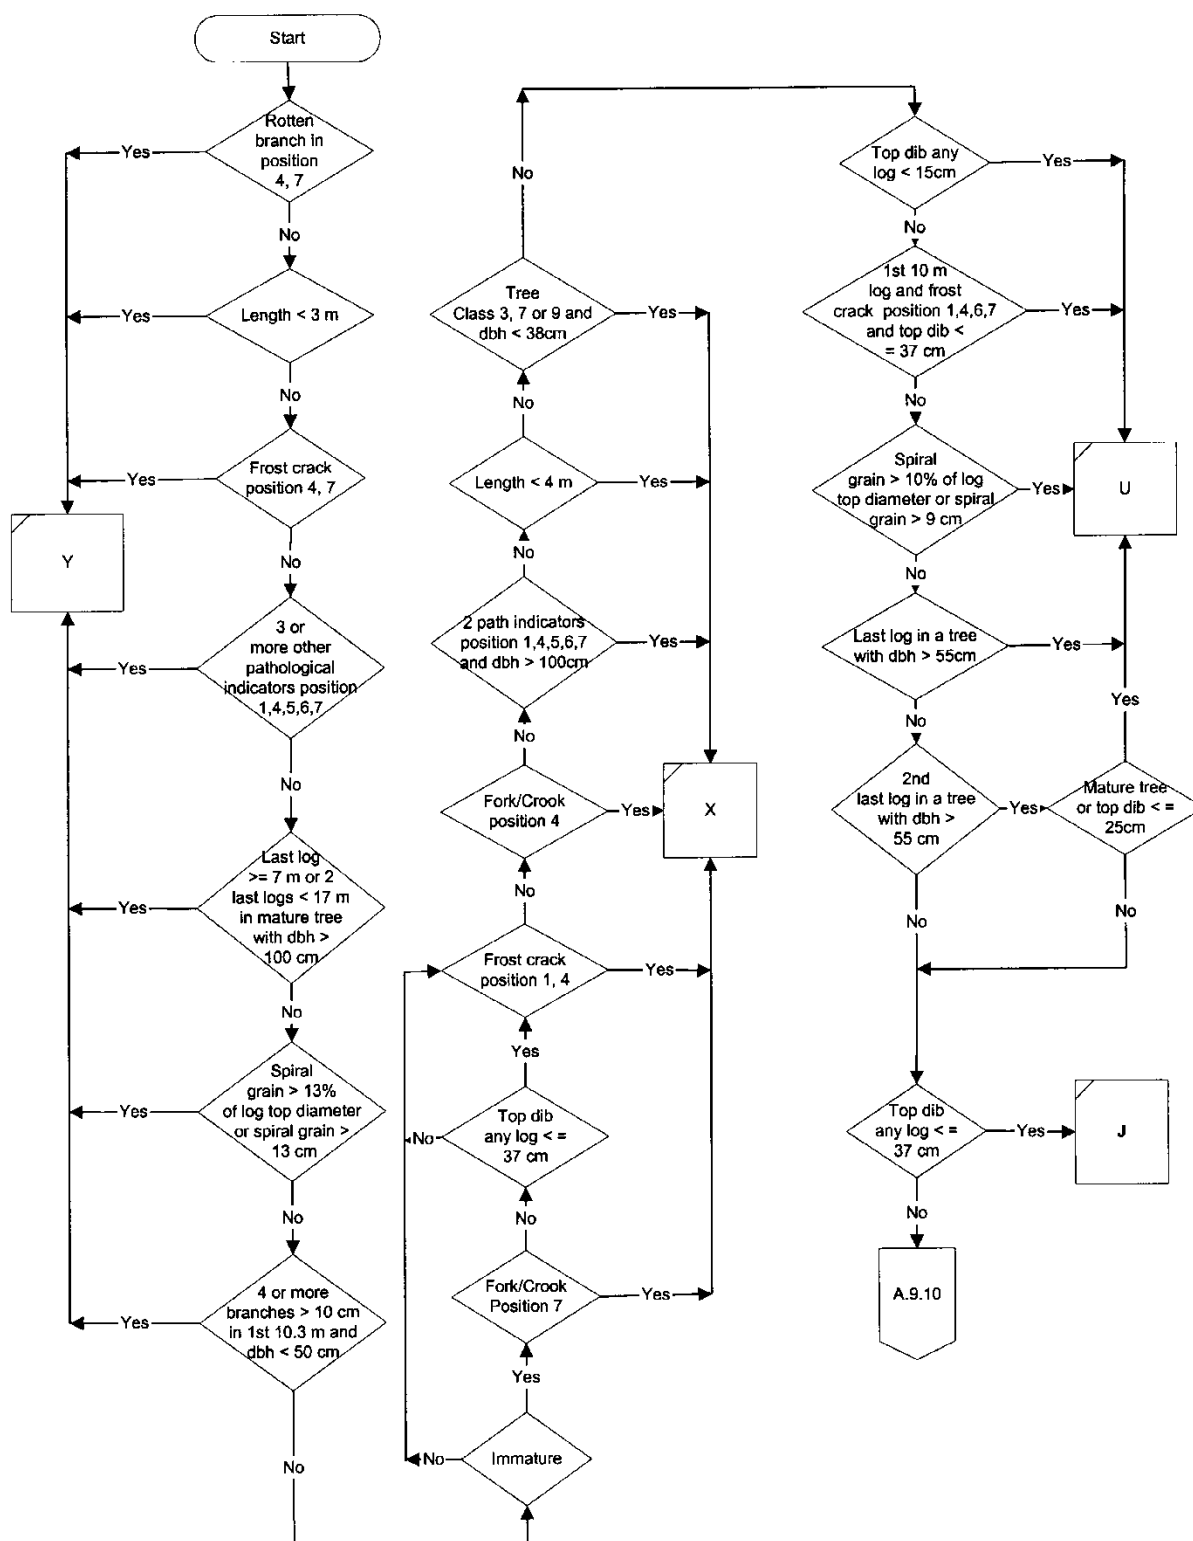 Start
Rotten
branch in
position
4, 7
Yes
No
Length < 3 m
Yes
No
Frost crack
position 4, 7
Yes
No
Y
3 or
more other
pathological
indicators position
1,4,5,6,7
Yes
No
Last log
>= 7 m or 2
last logs < 17 m
in mature tree
with dbh >
100 cm
Yes
No
Spiral
grain > 13%
of log top diameter
or spiral grain >
13 cm
Yes
No
4 or more
branches > 10 cm
in 1st 10.3 m and
dbh < 50 cm
Yes
No
Immature
No
Yes
Fork/Crook
Position 7
Yes
No
Top dib
any log < =
37 cm
No
Yes
Frost crack
position 1, 4
Yes
No
Fork/Crook
position 4
Yes
X
No
2 path indicators
position 1,4,5,6,7
and dbh > 100cm
Yes
No
Length < 4 m
Yes
No
Tree
Class 3, 7 or 9 and
dbh < 38cm
Yes
No
Top dib any
log < 15cm
Yes
No
1st 10 m
log and frost
crack position 1,4,6,7
and top dib <
= 37 cm
Yes
No
Spiral
grain > 10% of log
top diameter or spiral
grain > 9 cm
Yes
U
No
Last log in a tree
with dbh > 55cm
Yes
No
2nd
last log in a tree
with dbh >
55 cm
Yes
Mature tree
or top dib < =
25cm
Yes
No
No
Top dib
any log < =
37 cm
Yes
J
No
A.9.10